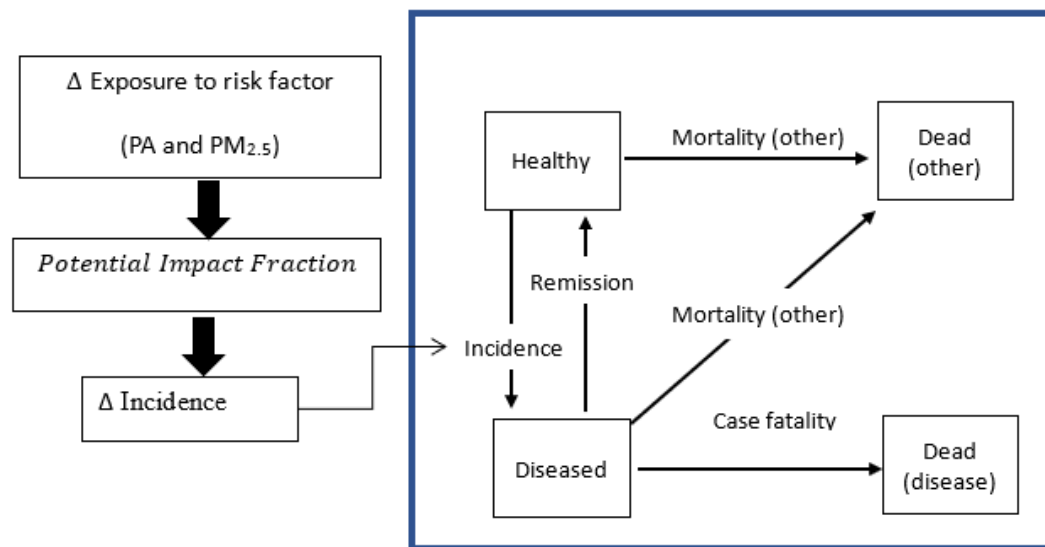 Δ Exposure to risk factor
(PA and PM₂.₅)
Potential Impact Fraction
Δ Incidence
Healthy
Mortality (other)
Dead
(other)
Remission
Incidence
Mortality (other)
Case fatality
Diseased
Dead
(disease)